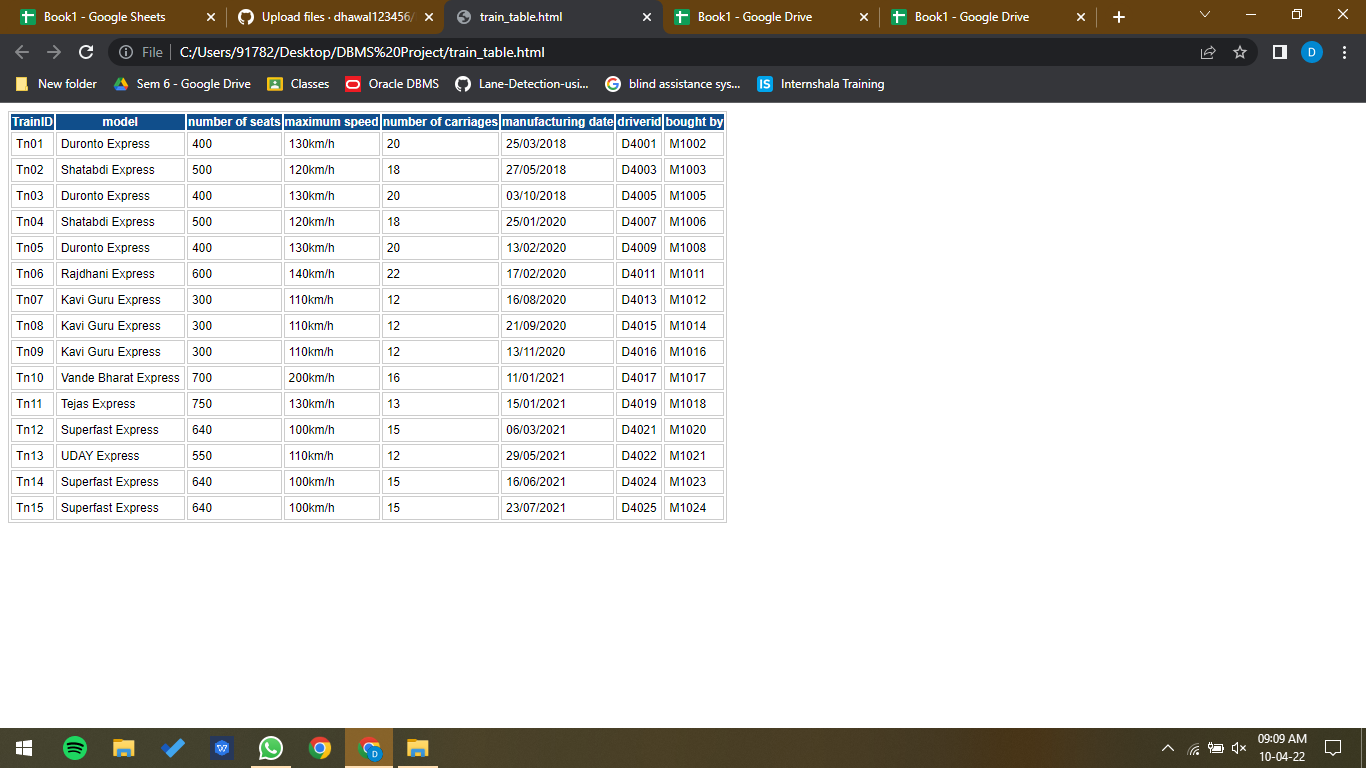 Book1 - Google Sheets
Upload files · dhawal123456/
train_table.html
Book1 - Google Drive
Book1 - Google Drive
File
C:/Users/91782/Desktop/DBMS%20Project/train_table.html
D
New folder
Sem 6 - Google Drive
Classes
Oracle DBMS
Lane-Detection-usi...
blind assistance sys...
IS Internshala Training
TrainID model number of seats maximum speed number of carriages manufacturing date driverid bought by
Tn01 Duronto Express 400 130km/h 20 25/03/2018 D4001 M1002
Tn02 Shatabdi Express 500 120km/h 18 27/05/2018 D4003 M1003
Tn03 Duronto Express 400 130km/h 20 03/10/2018 D4005 M1005
Tn04 Shatabdi Express 500 120km/h 18 25/01/2020 D4007 M1006
Tn05 Duronto Express 400 130km/h 20 13/02/2020 D4009 M1008
Tn06 Rajdhani Express 600 140km/h 22 17/02/2020 D4011 M1011
Tn07 Kavi Guru Express 300 110km/h 12 16/08/2020 D4013 M1012
Tn08 Kavi Guru Express 300 110km/h 12 21/09/2020 D4015 M1014
Tn09 Kavi Guru Express 300 110km/h 12 13/11/2020 D4016 M1016
Tn10 Vande Bharat Express 700 200km/h 16 11/01/2021 D4017 M1017
Tn11 Tejas Express 750 130km/h 13 15/01/2021 D4019 M1018
Tn12 Superfast Express 640 100km/h 15 06/03/2021 D4021 M1020
Tn13 UDAY Express 550 110km/h 12 29/05/2021 D4022 M1021
Tn14 Superfast Express 640 100km/h 15 16/06/2021 D4024 M1023
Tn15 Superfast Express 640 100km/h 15 23/07/2021 D4025 M1024
D
09:09 AM
10-04-22